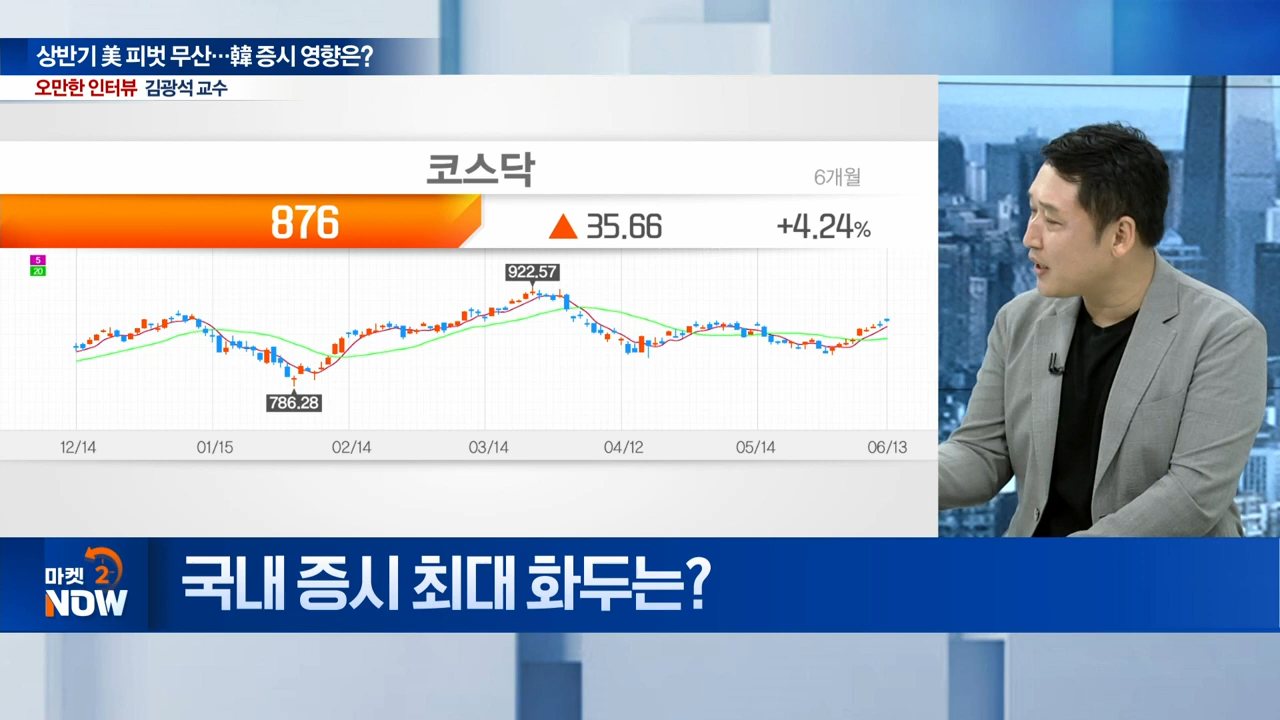 상반기 美 피벗 무산…韓 증시 영향은?
오만한 인터뷰 김광석 교수
코스닥
6개월
876 ▲ 35.66 +4.24%
5
20
922.57
786.28
12/14 01/15 02/14 03/14 04/12 05/14 06/13
마켓 2
NOW
국내 증시 최대 화두는?